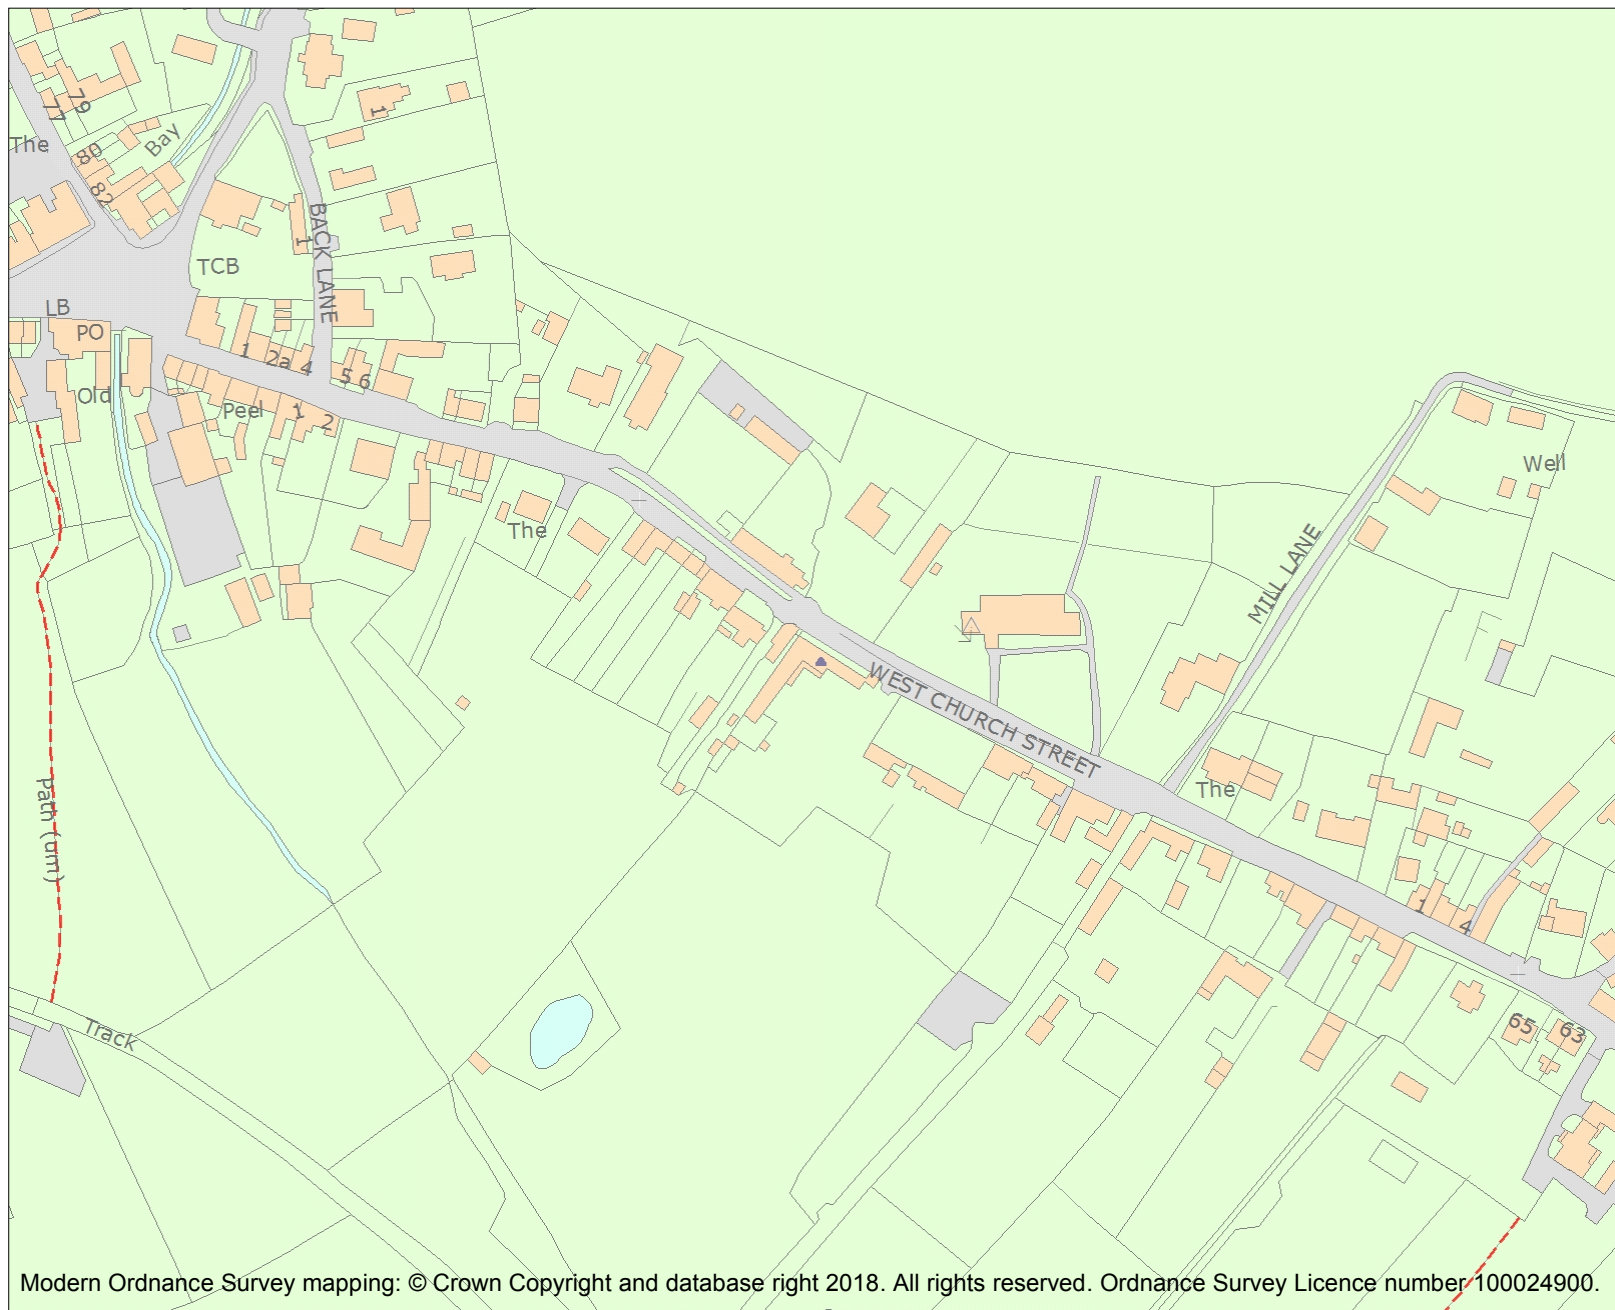 79
77
The
80
Bay
82
BACK LANE
1
1
TCB
LB
PO
1
2a
4
5 6
Old
Peel
1
2
The
Well
MILL LANE
WEST CHURCH STREET
The
Path (um)
1
4
Track
65
63
Modern Ordnance Survey mapping: © Crown Copyright and database right 2018. All rights reserved. Ordnance Survey Licence number 100024900.